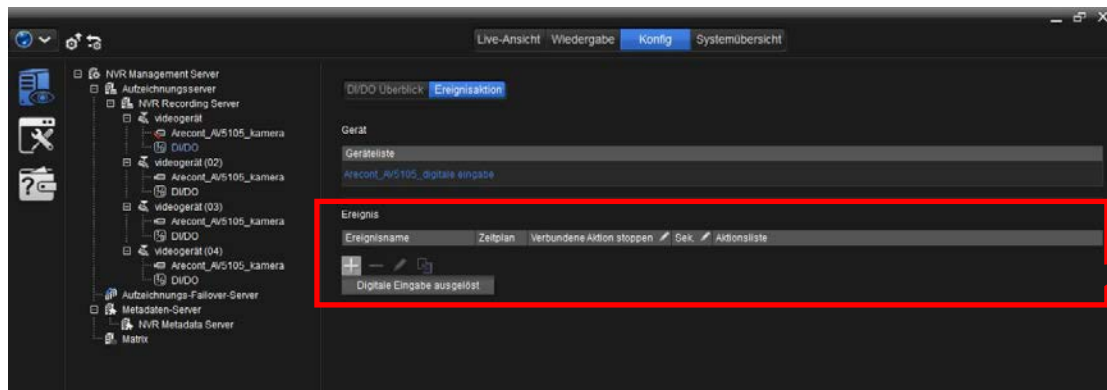 Live-Ansicht Wiedergabe Konfig Systemübersicht
NVR Management Server
Aufzeichnungsserver
NVR Recording Server
videogerät
Arecont_AV5105_kamera
DI/DO
videogerät (02)
Arecont_AV5105_kamera
DI/DO
videogerät (03)
Arecont_AV5105_kamera
DI/DO
videogerät (04)
Arecont_AV5105_kamera
DI/DO
Aufzeichnungs-Failover-Server
Metadaten-Server
NVR Metadata Server
Matrix
DI/DO Überblick Ereignisaktion
Gerät
Geräteliste
Arecont_AV5105_digitale eingabe
Ereignis
Ereignisname Zeitplan Verbundene Aktion stoppen Sek. Aktionsliste
Digitale Eingabe ausgelöst